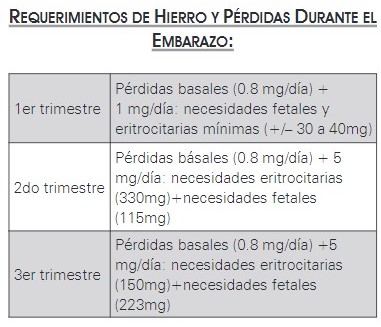 REQUERIMIENTOS DE HIERRO Y PÉRDIDAS DURANTE EL
EMBARAZO:
1er trimestre
Pérdidas basales (0.8 mg/día) +
1 mg/día: necesidades fetales y
eritrocitarias mínimas (+/– 30 a 40mg)
2do trimestre
Pérdidas básales (0.8 mg/día) + 5
mg/día: necesidades eritrocitarias
(330mg)+necesidades fetales
(115mg)
3er trimestre
Pérdidas basales (0.8 mg/día) +5
mg/día: necesidades eritrocitarias
(150mg)+necesidades fetales
(223mg)